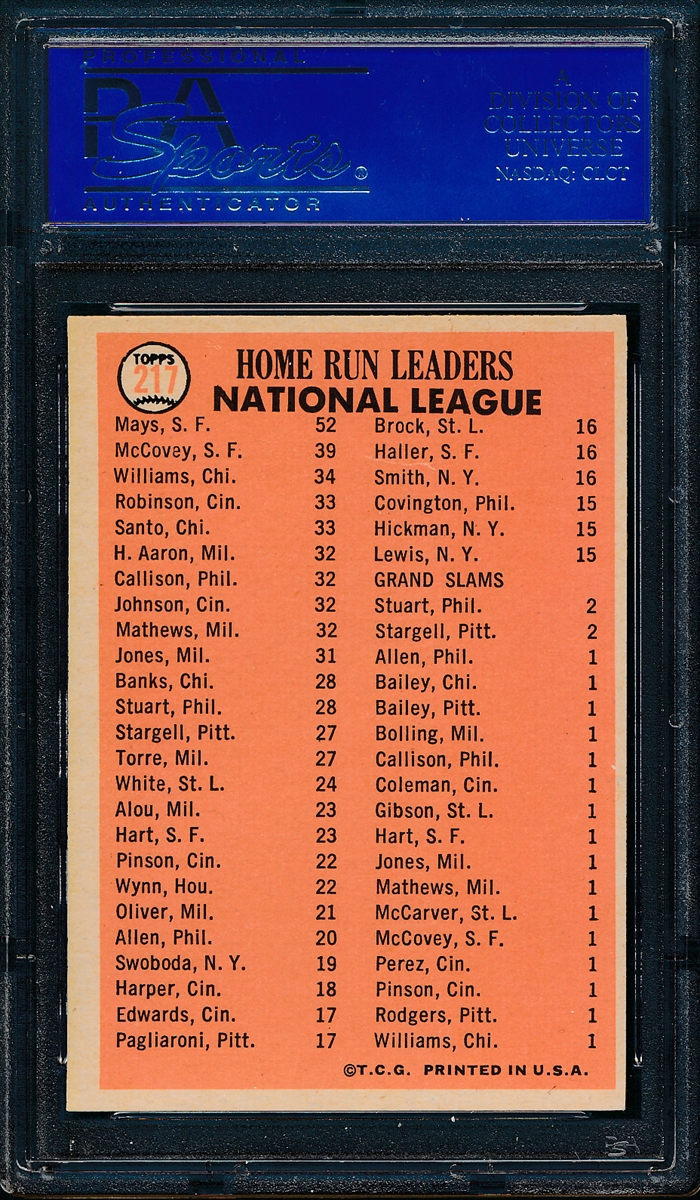 PROFESSIONAL
PSA
Sports®
AUTHENTICATOR
A
DIVISION OF
COLLECTORS
UNIVERSE
NASDAQ: CLCT
TOPPS
217
HOME RUN LEADERS
NATIONAL LEAGUE
Mays, S. F. 52
McCovey, S. F. 39
Williams, Chi. 34
Robinson, Cin. 33
Santo, Chi. 33
H. Aaron, Mil. 32
Callison, Phil. 32
Johnson, Cin. 32
Mathews, Mil. 32
Jones, Mil. 31
Banks, Chi. 28
Stuart, Phil. 28
Stargell, Pitt. 27
Torre, Mil. 27
White, St. L. 24
Alou, Mil. 23
Hart, S. F. 23
Pinson, Cin. 22
Wynn, Hou. 22
Oliver, Mil. 21
Allen, Phil. 20
Swoboda, N. Y. 19
Harper, Cin. 18
Edwards, Cin. 17
Pagliaroni, Pitt. 17
Brock, St. L. 16
Haller, S. F. 16
Smith, N. Y. 16
Covington, Phil. 15
Hickman, N. Y. 15
Lewis, N. Y. 15
GRAND SLAMS
Stuart, Phil. 2
Stargell, Pitt. 2
Allen, Phil. 1
Bailey, Chi. 1
Bailey, Pitt. 1
Bolling, Mil. 1
Callison, Phil. 1
Coleman, Cin. 1
Gibson, St. L. 1
Hart, S. F. 1
Jones, Mil. 1
Mathews, Mil. 1
McCarver, St. L. 1
McCovey, S. F. 1
Perez, Cin. 1
Pinson, Cin. 1
Rodgers, Pitt. 1
Williams, Chi. 1
©T.C.G. PRINTED IN U.S.A.
PSA